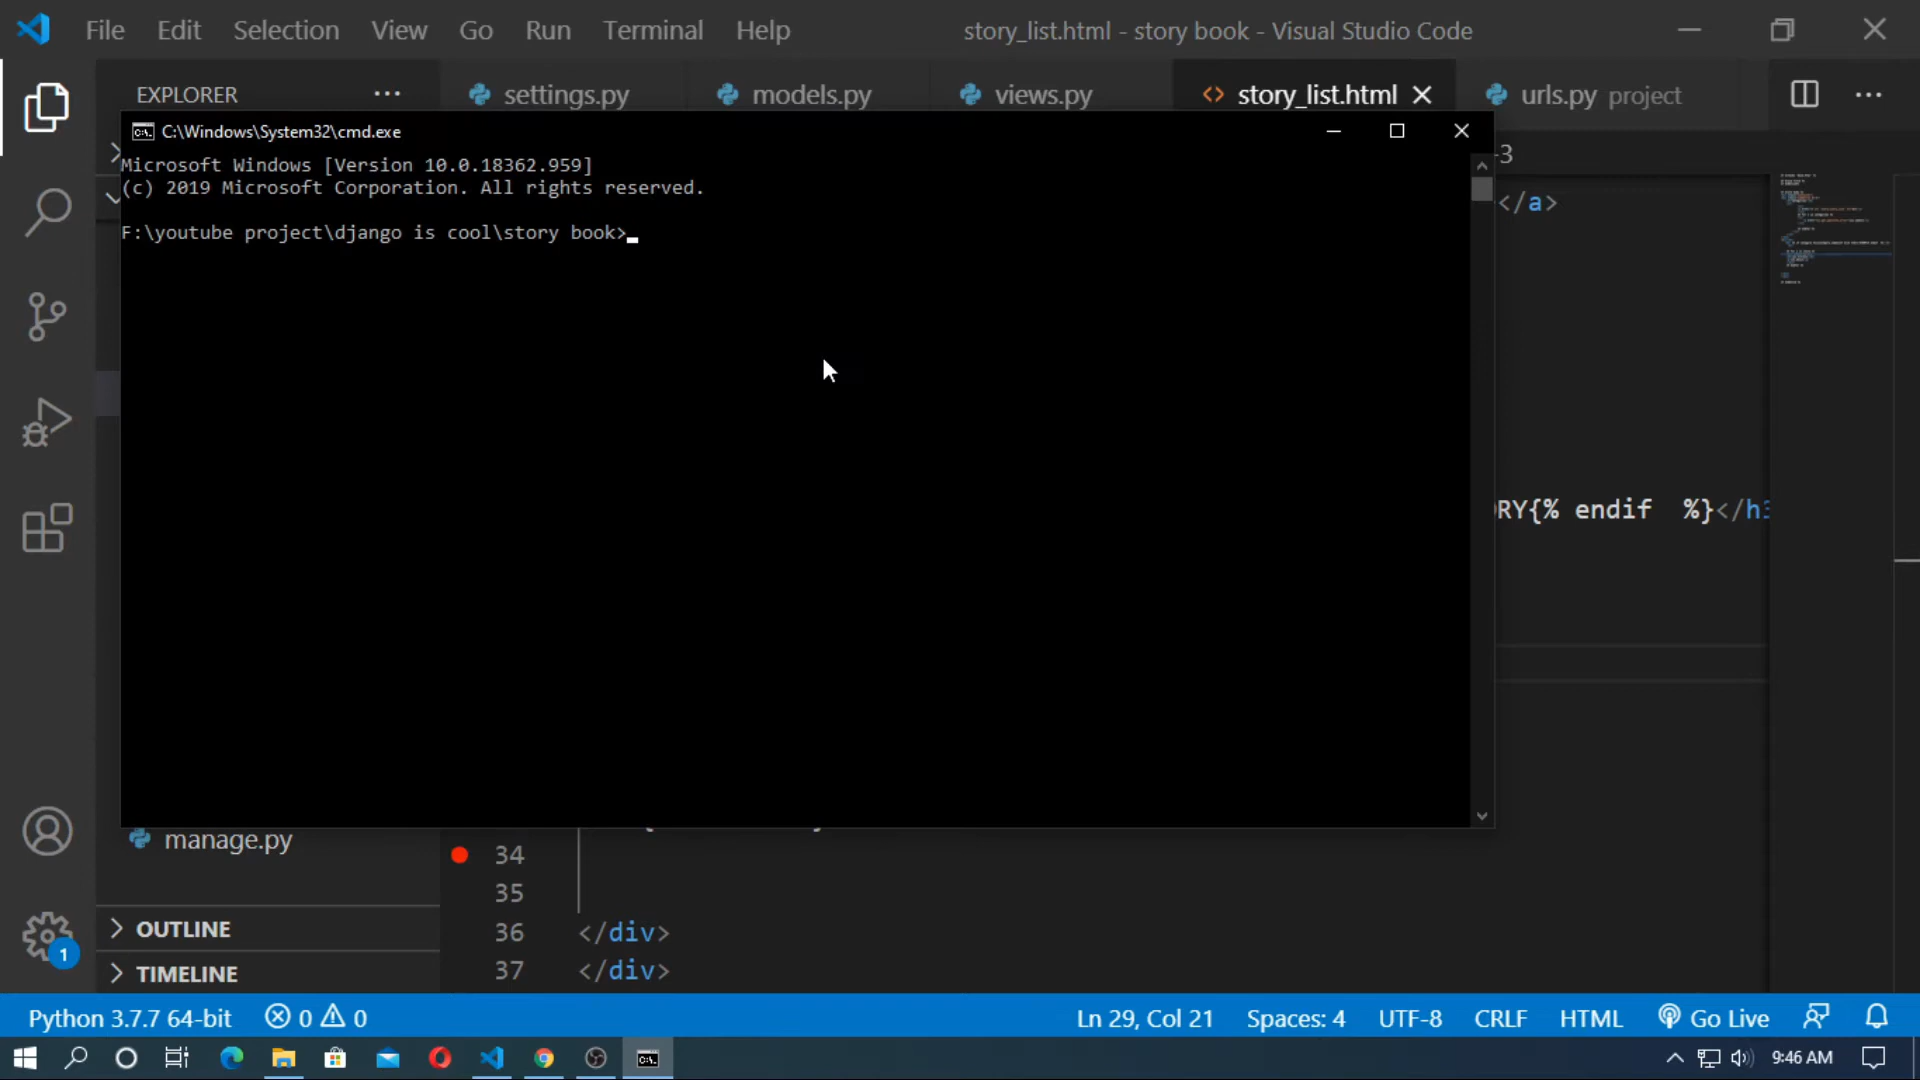 File Edit Selection View Go Run Terminal Help
story_list.html - story book - Visual Studio Code
EXPLORER
settings.py
models.py
views.py
story_list.html
urls.py project
C:\Windows\System32\cmd.exe
Microsoft Windows [Version 10.0.18362.959]
(c) 2019 Microsoft Corporation. All rights reserved.
F:\youtube project\django is cool\story book>
-3
</a>
RY{% endif  %}</h3
manage.py
34
35
36 </div>
37 </div>
OUTLINE
TIMELINE
1
Python 3.7.7 64-bit
0
0
Ln 29, Col 21
Spaces: 4
UTF-8
CRLF
HTML
Go Live
9:46 AM